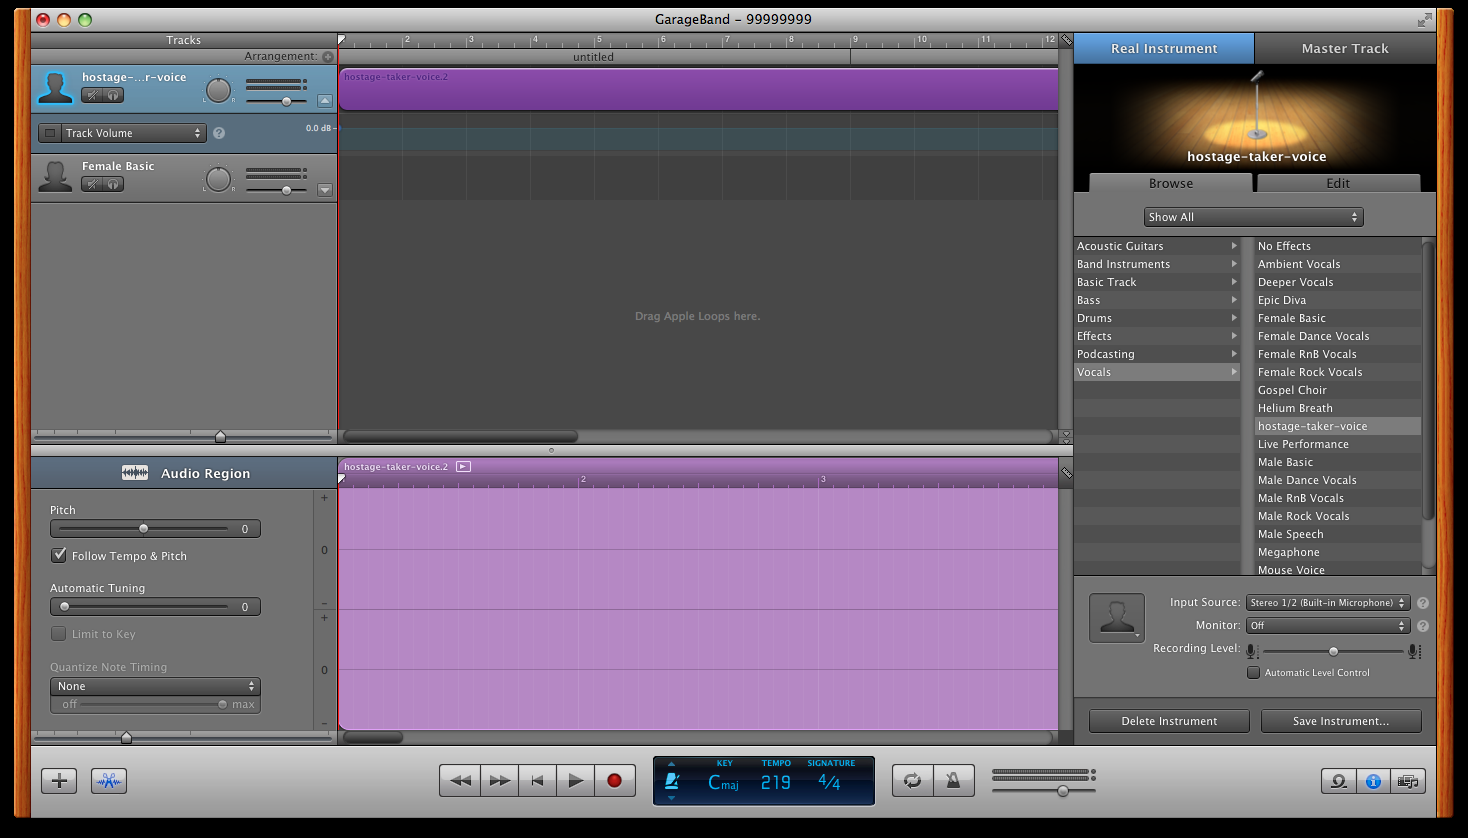 GarageBand – 99999999
Tracks
2 3 4 5 6 7 8 9 10 11 12
Arrangement:
untitled
hostage-...r-voice
L R
Track Volume
0.0 dB
Female Basic
L R
hostage-taker-voice.2
Drag Apple Loops here.
Real Instrument
Master Track
hostage-taker-voice
Browse
Edit
Show All
Acoustic Guitars
Band Instruments
Basic Track
Bass
Drums
Effects
Podcasting
Vocals
No Effects
Ambient Vocals
Deeper Vocals
Epic Diva
Female Basic
Female Dance Vocals
Female RnB Vocals
Female Rock Vocals
Gospel Choir
Helium Breath
hostage-taker-voice
Live Performance
Male Basic
Male Dance Vocals
Male RnB Vocals
Male Rock Vocals
Male Speech
Megaphone
Mouse Voice
Audio Region
Pitch
0
Follow Tempo & Pitch
Automatic Tuning
0
Limit to Key
Quantize Note Timing
None
off max
+
0
-
+
0
-
hostage-taker-voice.2
2 3
Input Source: Stereo 1/2 (Built-in Microphone) ?
Monitor: Off ?
Recording Level:
Automatic Level Control
Delete Instrument
Save Instrument...
KEY TEMPO SIGNATURE
Cmaj 219 4/4